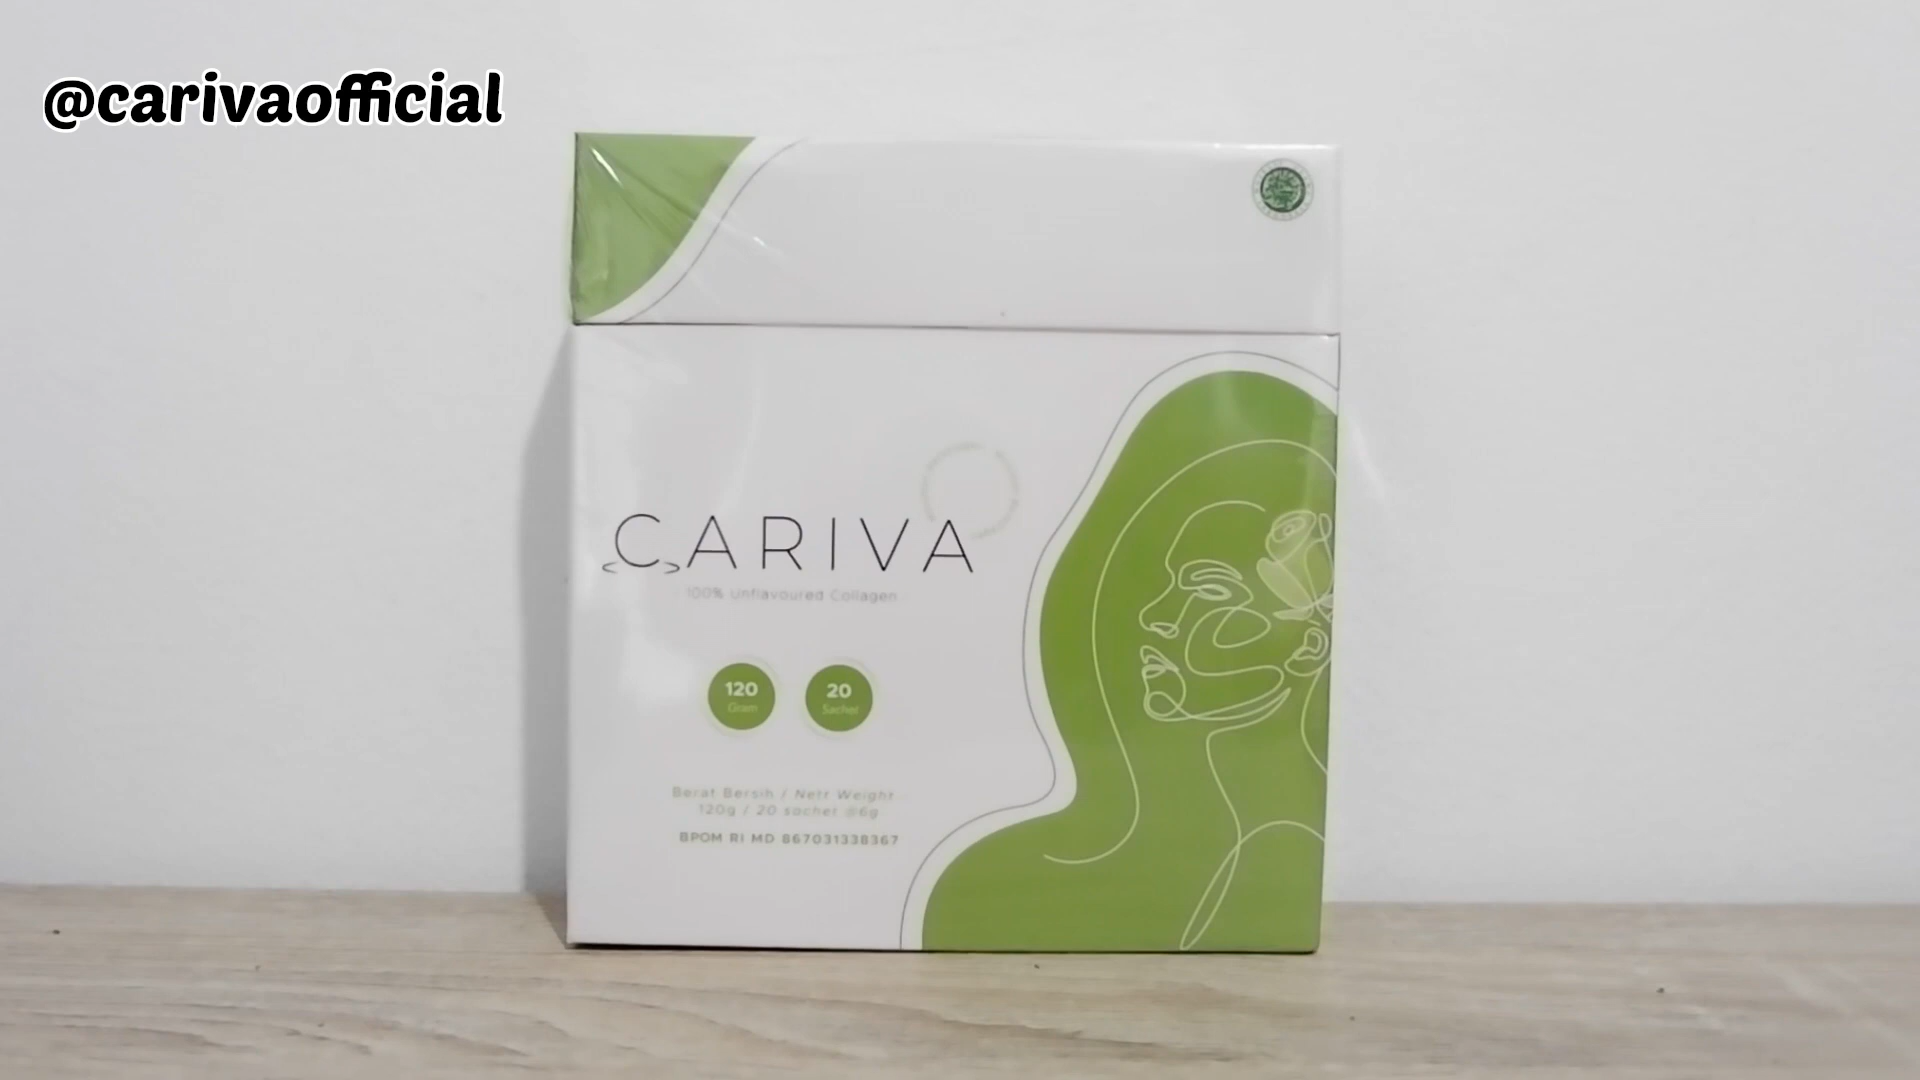 @carivaofficial
CARIVA
100% Unflavoured Collagen
120
Gram
20
Sachet
Berat Bersih / Nett Weight
120g / 20 sachet @6g
BPOM RI MD 867031338367